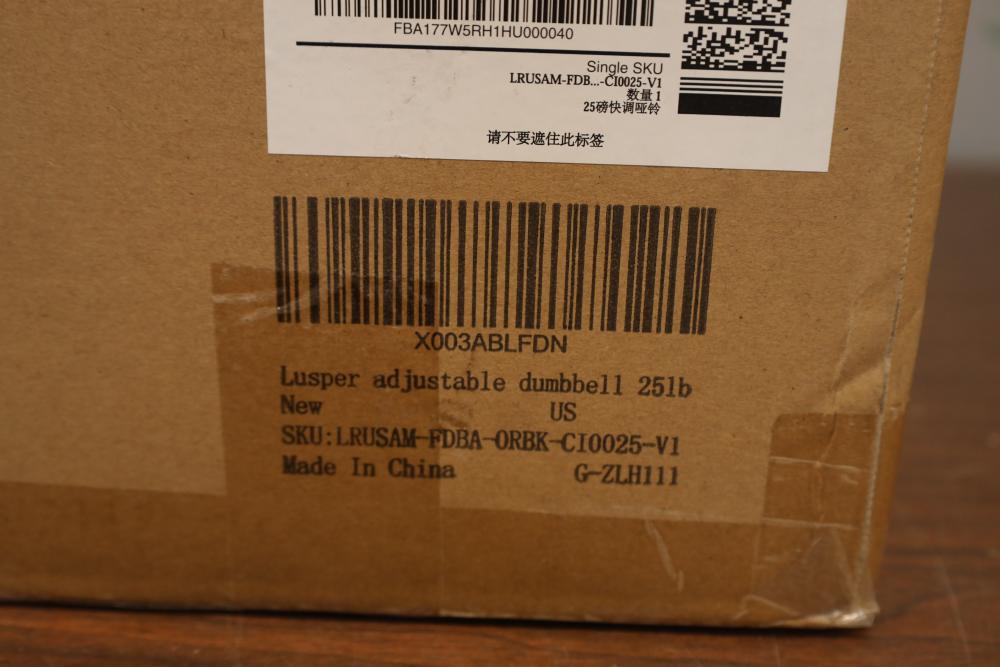 FBA177W5RH1HU000040
Single SKU
LRUSAM-FDB...-CI0025-V1
数量 1
25磅快调哑铃
请不要遮住此标签
X003ABLFDN
Lusper adjustable dumbbell 25lb
New US
SKU:LRUSAM-FDBA-ORBK-CI0025-V1
Made In China G-ZLH111